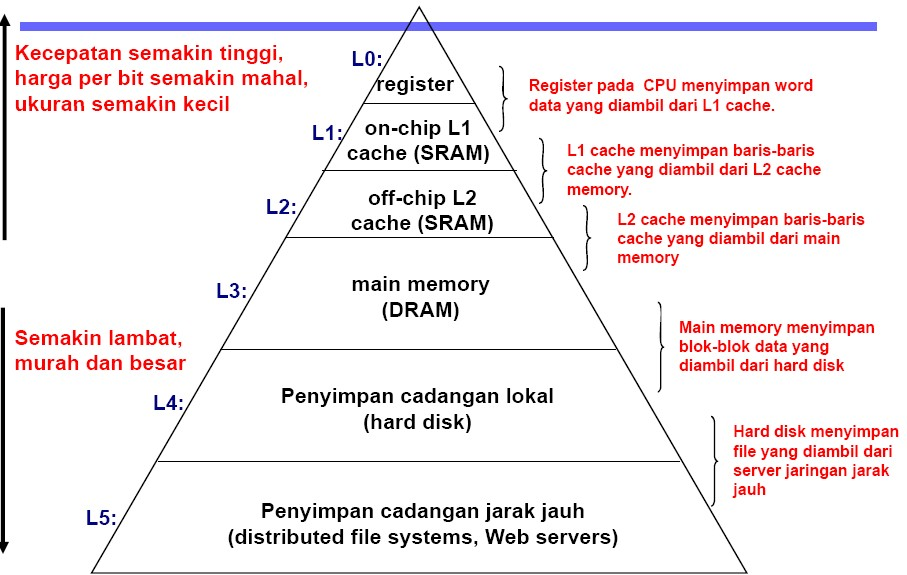 Kecepatan semakin tinggi,
harga per bit semakin mahal,
ukuran semakin kecil
L0:
register
Register pada CPU menyimpan word
data yang diambil dari L1 cache.
L1:
on-chip L1
cache (SRAM)
L1 cache menyimpan baris-baris
cache yang diambil dari L2 cache
memory.
L2:
off-chip L2
cache (SRAM)
L2 cache menyimpan baris-baris
cache yang diambil dari main
memory
L3:
main memory
(DRAM)
Semakin lambat,
murah dan besar
Main memory menyimpan
blok-blok data yang
diambil dari hard disk
L4:
Penyimpan cadangan lokal
(hard disk)
Hard disk menyimpan
file yang diambil dari
server jaringan jarak
jauh
L5:
Penyimpan cadangan jarak jauh
(distributed file systems, Web servers)